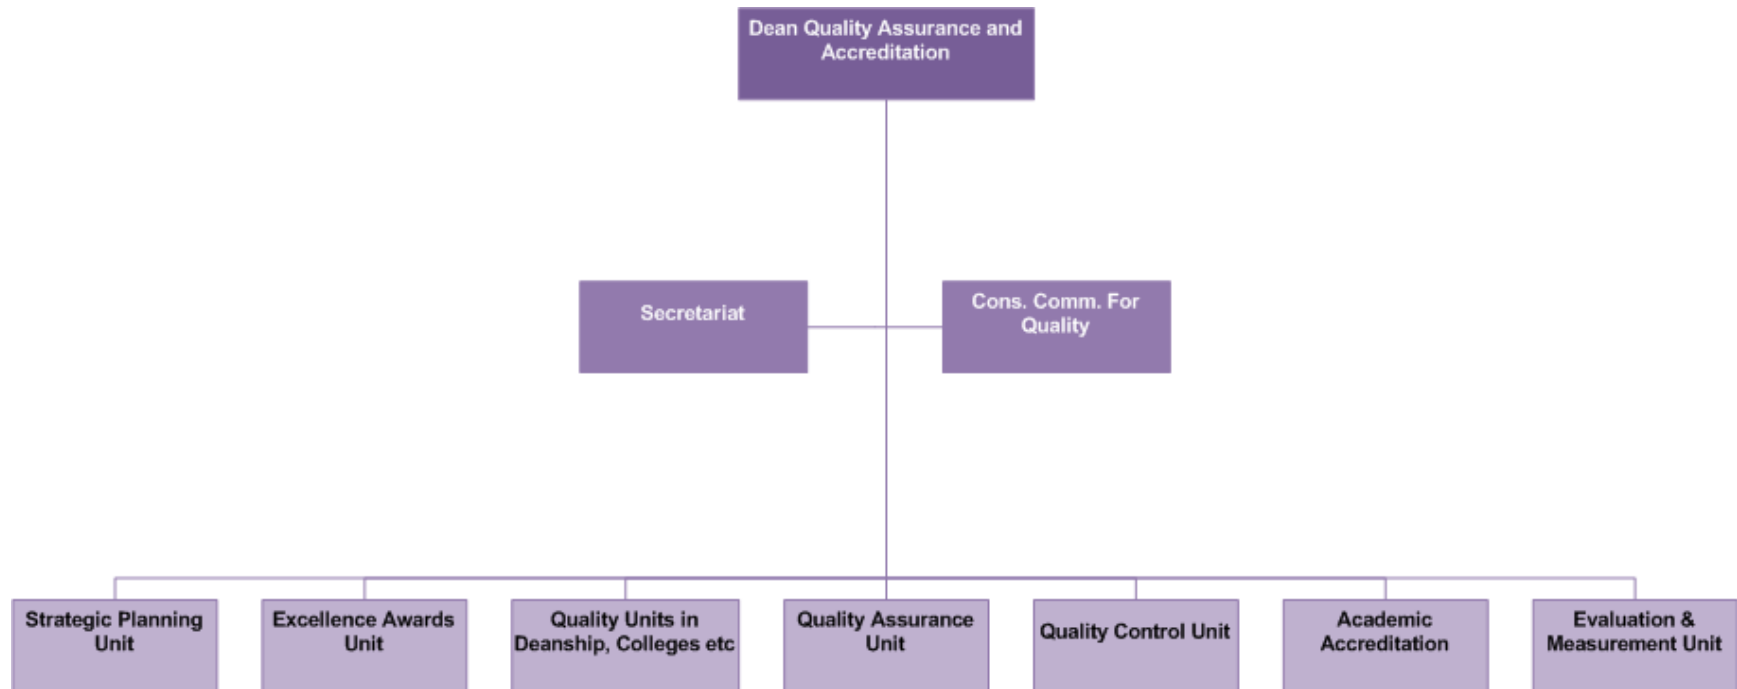 Dean Quality Assurance and
Accreditation
Secretariat
Cons. Comm. For
Quality
Strategic Planning
Unit
Excellence Awards
Unit
Quality Units in
Deanship, Colleges etc
Quality Assurance
Unit
Quality Control Unit
Academic
Accreditation
Evaluation &
Measurement Unit